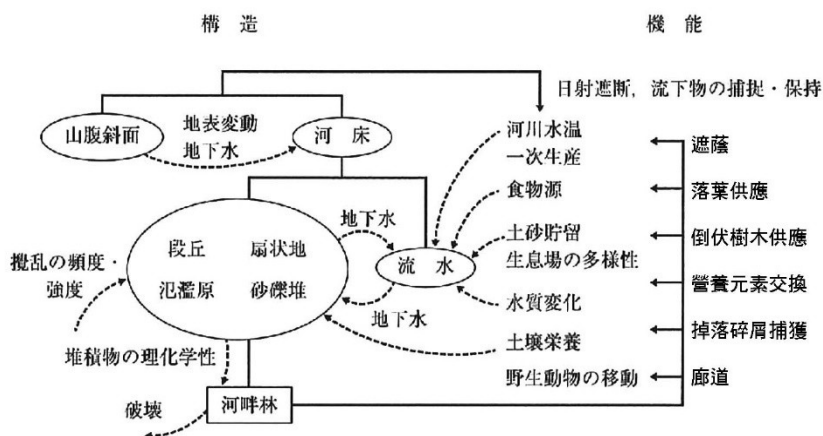 構造
機能
日射遮断，流下物の捕捉・保持
山腹斜面
地表変動
地下水
河床
河川水温
一次生産
遮蔭
食物源
落葉供應
地下水
段丘
扇状地
氾濫原
砂礫堆
流水
土砂貯留
生息場の多様性
倒伏樹木供應
攪乱の頻度・
強度
水質変化
營養元素交換
地下水
土壌栄養
掉落碎屑捕獲
堆積物の理化学性
野生動物の移動
廊道
河畔林
破壊